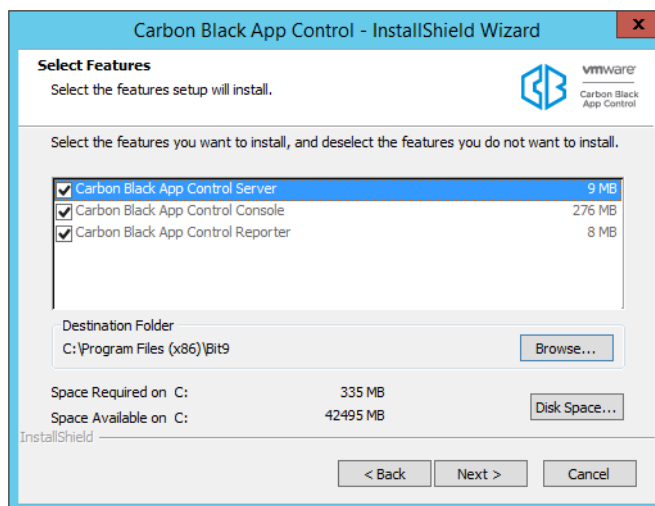 Carbon Black App Control - InstallShield Wizard
x
Select Features
Select the features setup will install.
vmware
Carbon Black
App Control
Select the features you want to install, and deselect the features you do not want to install.
Carbon Black App Control Server 9 MB
Carbon Black App Control Console 276 MB
Carbon Black App Control Reporter 8 MB
Destination Folder
C:\Program Files (x86)\Bit9 Browse...
Space Required on C: 335 MB
Space Available on C: 42495 MB
Disk Space...
InstallShield
< Back Next > Cancel